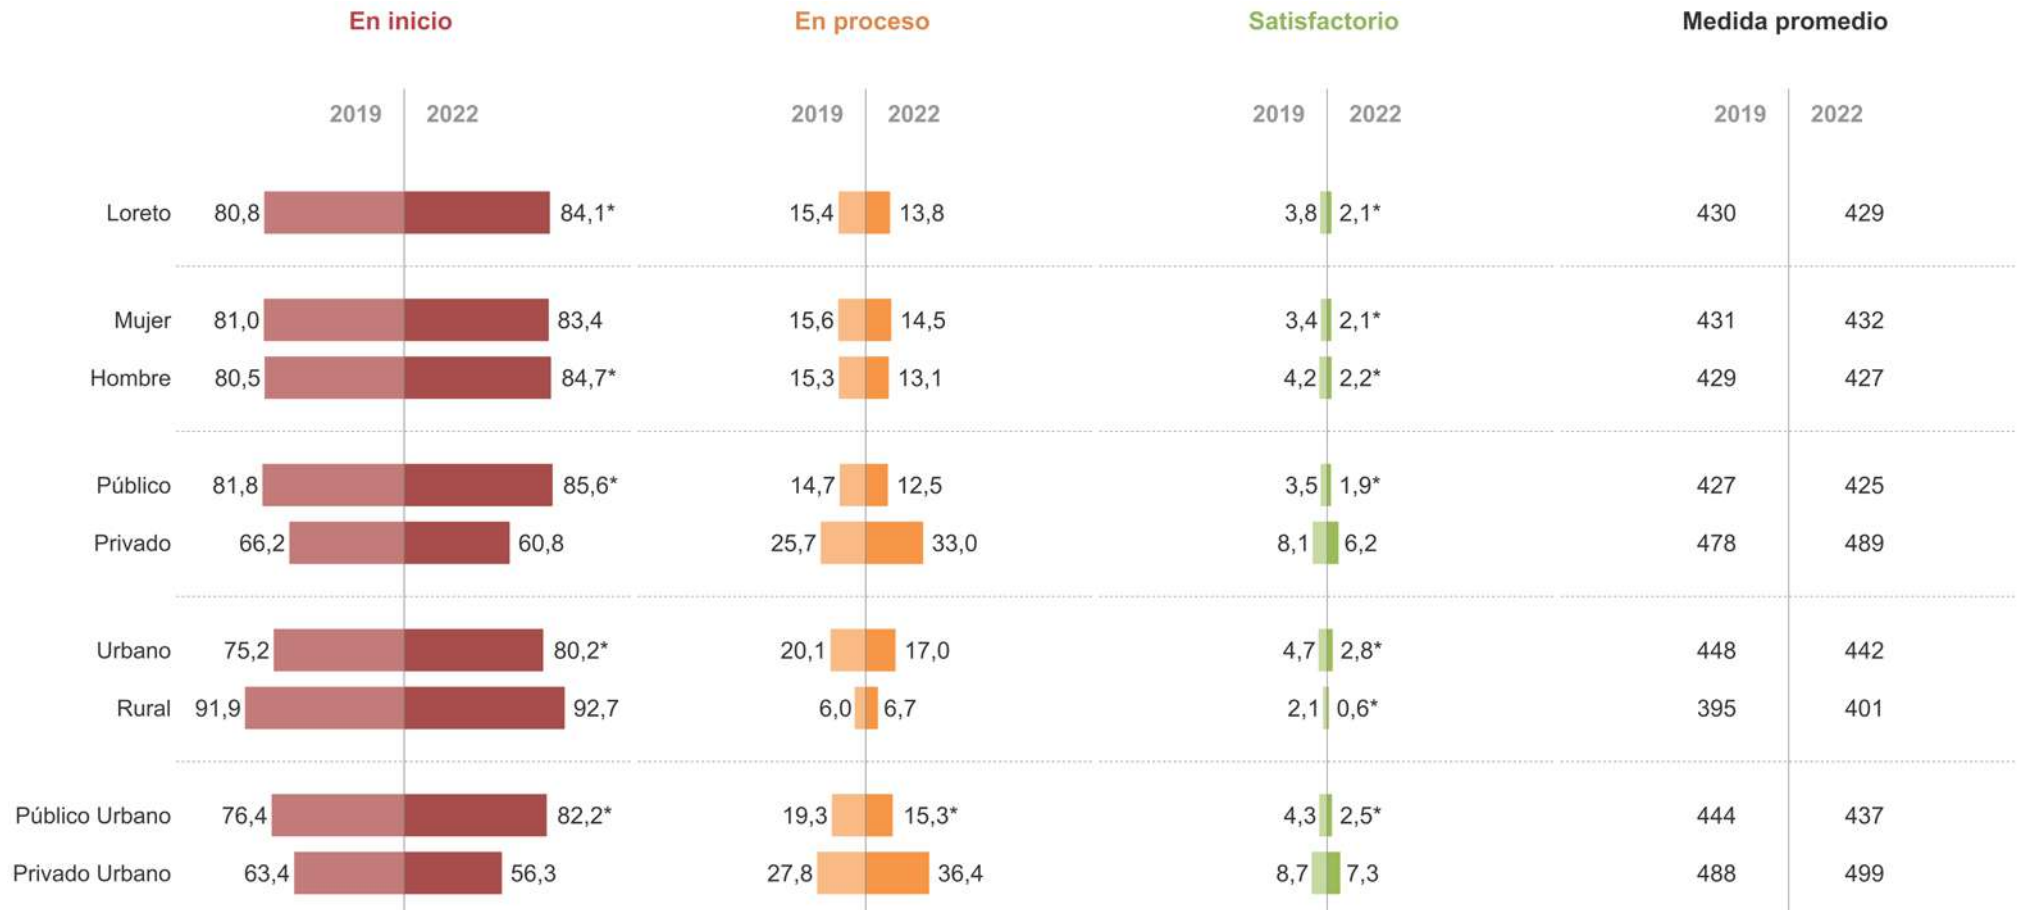 En inicio En proceso Satisfactorio Medida promedio
2019 2022 2019 2022 2019 2022 2019 2022
Loreto 80,8 84,1* 15,4 13,8 3,8 2,1* 430 429
Mujer 81,0 83,4 15,6 14,5 3,4 2,1* 431 432
Hombre 80,5 84,7* 15,3 13,1 4,2 2,2* 429 427
Público 81,8 85,6* 14,7 12,5 3,5 1,9* 427 425
Privado 66,2 60,8 25,7 33,0 8,1 6,2 478 489
Urbano 75,2 80,2* 20,1 17,0 4,7 2,8* 448 442
Rural 91,9 92,7 6,0 6,7 2,1 0,6* 395 401
Público Urbano 76,4 82,2* 19,3 15,3* 4,3 2,5* 444 437
Privado Urbano 63,4 56,3 27,8 36,4 8,7 7,3 488 499